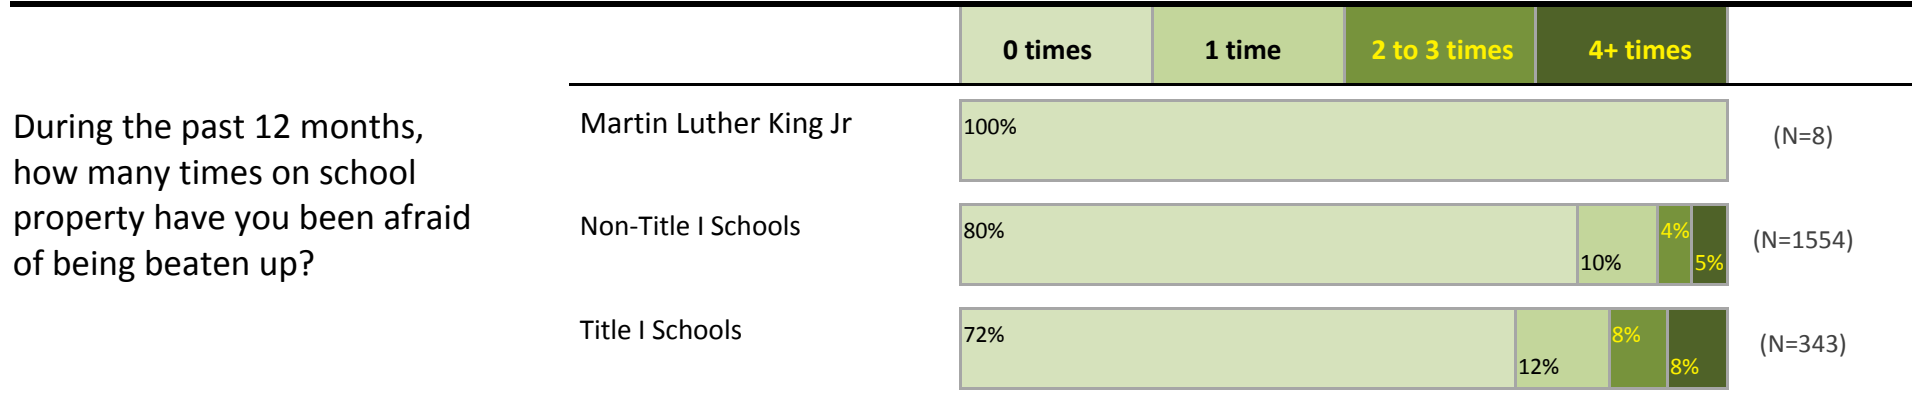 0 times 1 time 2 to 3 times 4+ times
During the past 12 months,
how many times on school
property have you been afraid
of being beaten up?
Martin Luther King Jr 100% (N=8)
Non-Title I Schools 80% 10% 4% 5% (N=1554)
Title I Schools 72% 12% 8% 8% (N=343)